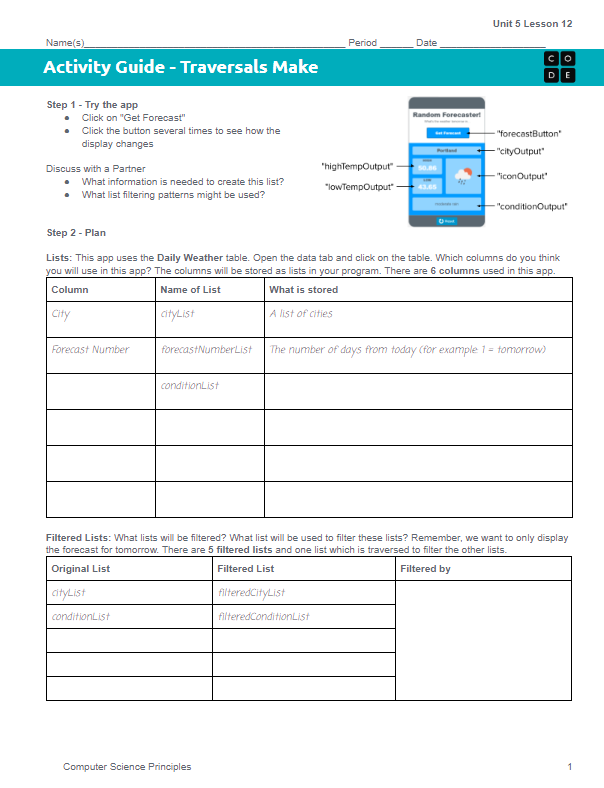 Unit 5 Lesson 12
Name(s)_______________________________________________ Period ______ Date ___________________
Activity Guide - Traversals Make
C O
D E
Step 1 - Try the app
● Click on "Get Forecast"
● Click the button several times to see how the
display changes
Discuss with a Partner
● What information is needed to create this list?
● What list filtering patterns might be used?
Random Forecaster!
Get Forecast
Portland
"forecastButton"
"cityOutput"
"highTempOutput"
"iconOutput"
"lowTempOutput"
"conditionOutput"
Step 2 - Plan
Lists: This app uses the Daily Weather table. Open the data tab and click on the table. Which columns do you think
you will use in this app? The columns will be stored as lists in your program. There are 6 columns used in this app.
Column Name of List What is stored
City cityList A list of cities
Forecast Number forecastNumberList The number of days from today (for example: 1 = tomorrow)
conditionList
Filtered Lists: What lists will be filtered? What list will be used to filter these lists? Remember, we want to only display
the forecast for tomorrow. There are 5 filtered lists and one list which is traversed to filter the other lists.
Original List Filtered List Filtered by
cityList filteredCityList
conditionList filteredConditionList
Computer Science Principles 1